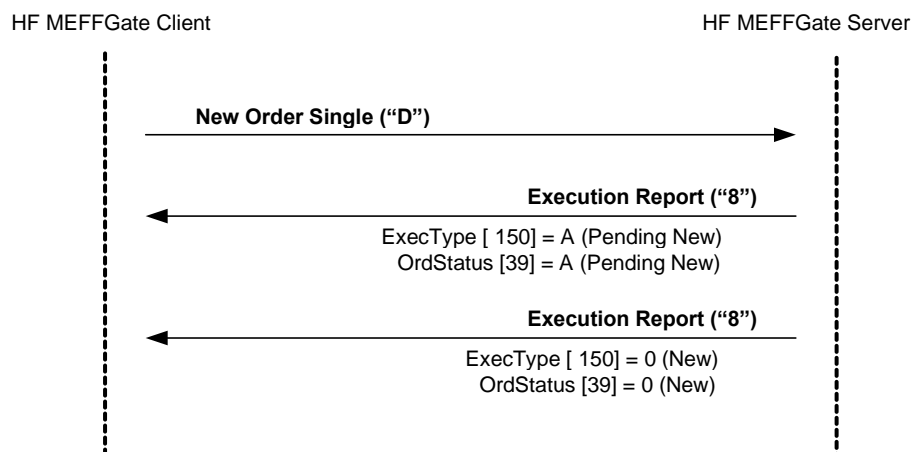 HF MEFFGate Client
HF MEFFGate Server
New Order Single (“D”)
Execution Report (“8”)
ExecType [ 150] = A (Pending New)
OrdStatus [39] = A (Pending New)
Execution Report (“8”)
ExecType [ 150] = 0 (New)
OrdStatus [39] = 0 (New)